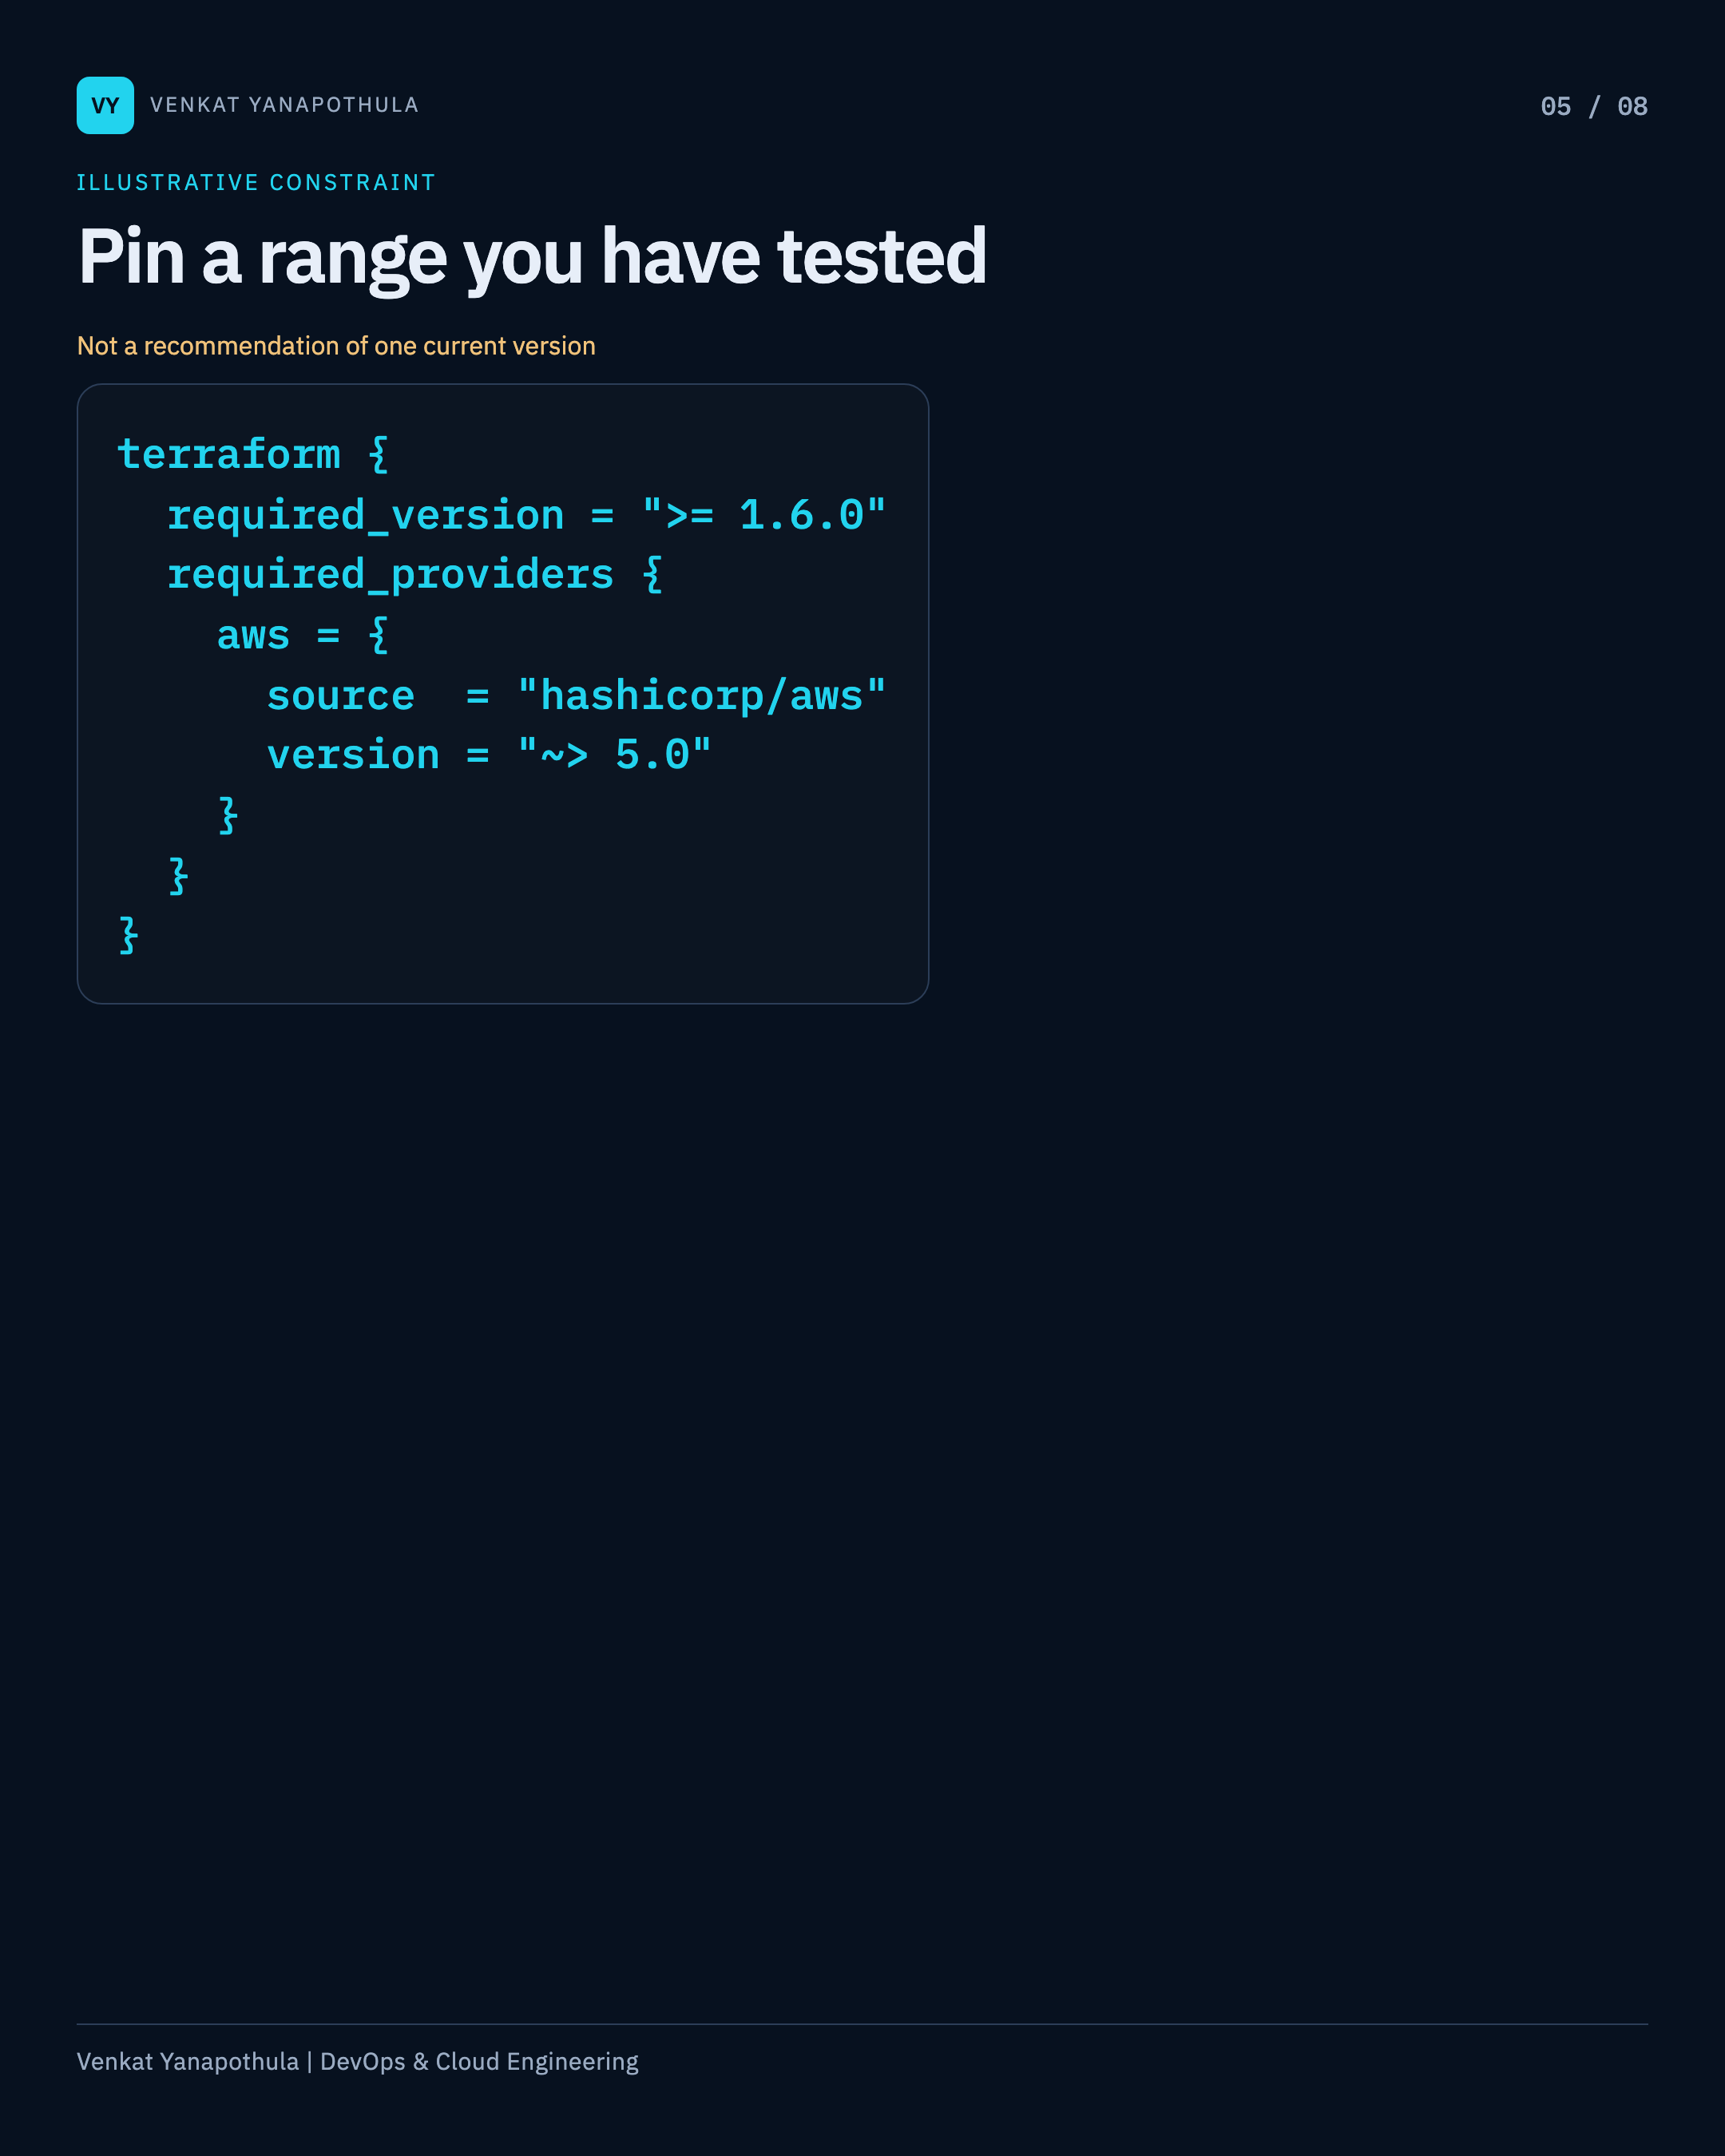 VY VENKAT YANAPOTHULA
05 / 08
ILLUSTRATIVE CONSTRAINT
Pin a range you have tested
Not a recommendation of one current version
terraform {
  required_version = ">= 1.6.0"
  required_providers {
    aws = {
      source  = "hashicorp/aws"
      version = "~> 5.0"
    }
  }
}
Venkat Yanapothula | DevOps & Cloud Engineering